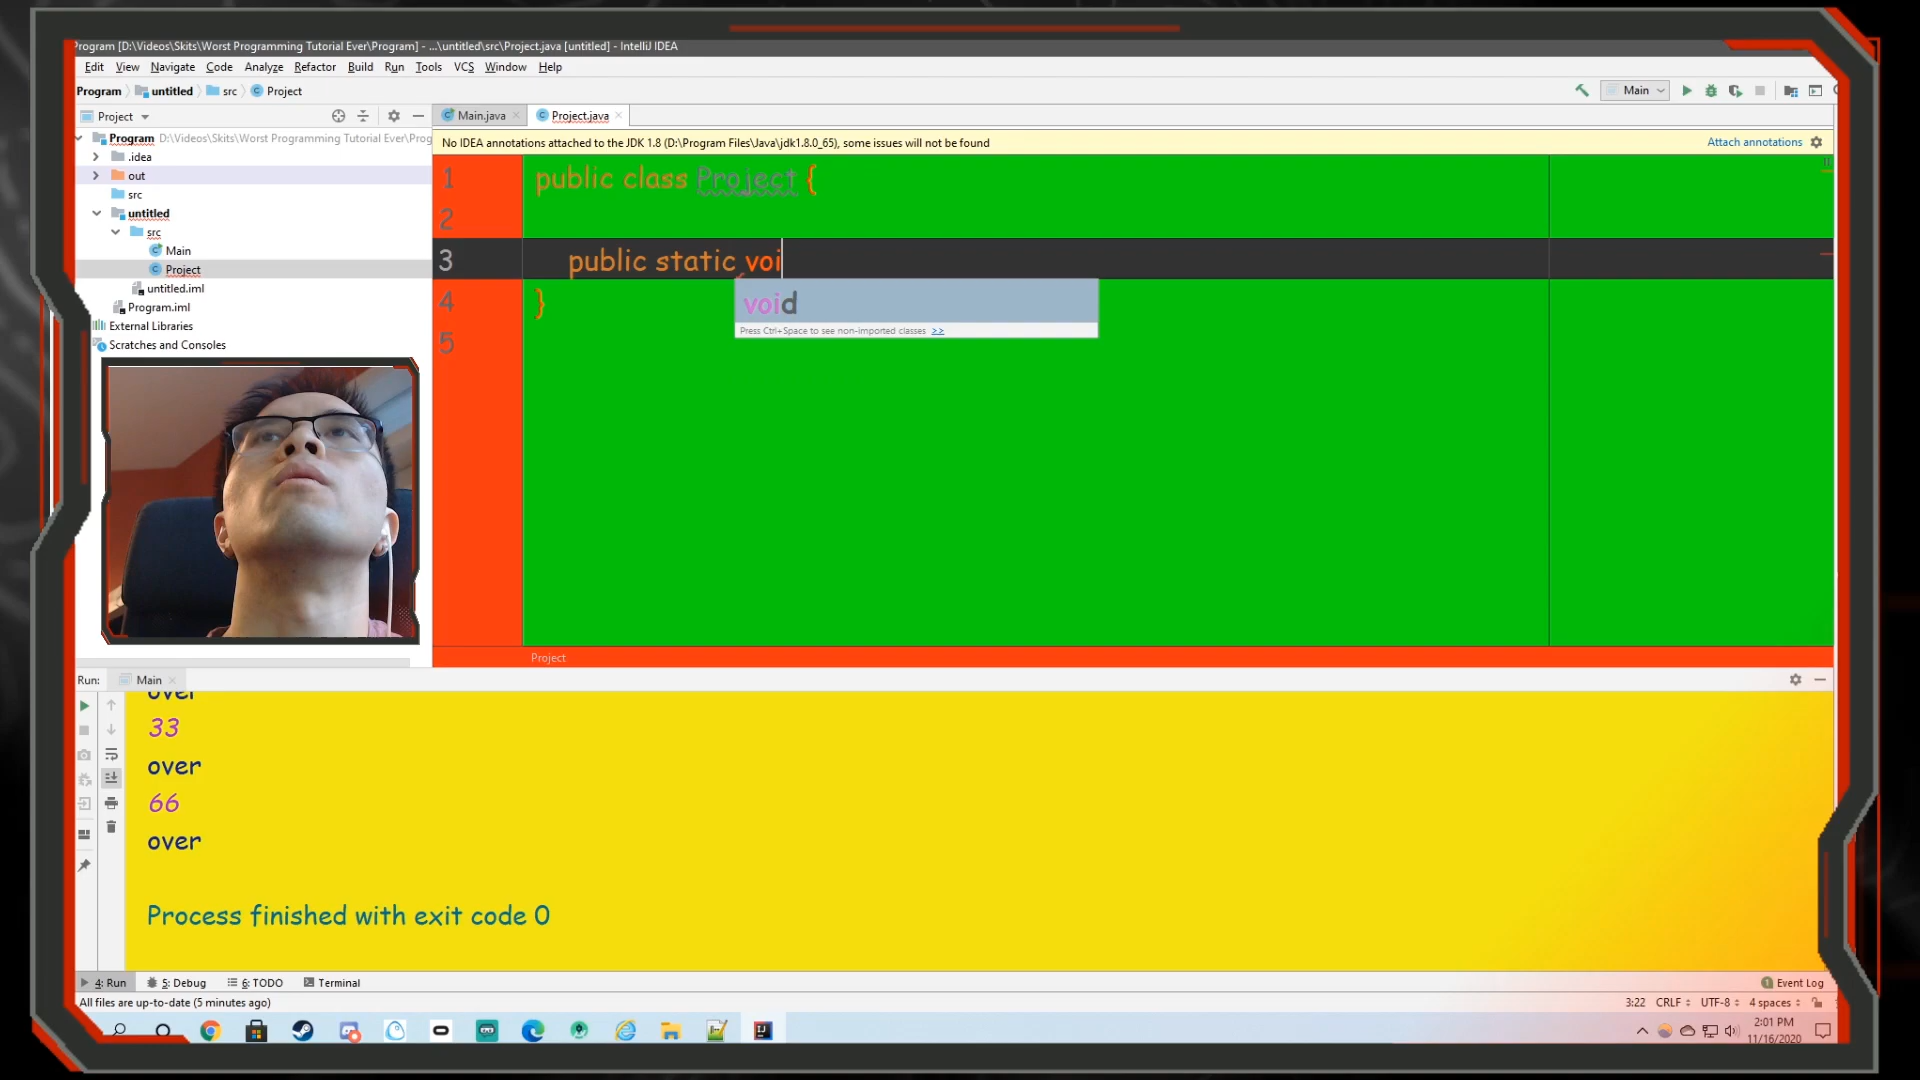 Program [D:\Videos\Skits\Worst Programming Tutorial Ever\Program] - ...\untitled\src\Project.java [untitled] - IntelliJ IDEA
Edit View Navigate Code Analyze Refactor Build Run Tools VCS Window Help
Program untitled src Project
Main
Project
Main.java
Project.java
No IDEA annotations attached to the JDK 1.8 (D:\Program Files\Java\jdk1.8.0_65), some issues will not be found
Attach annotations
Program D:\Videos\Skits\Worst Programming Tutorial Ever\Prog
.idea
out
src
untitled
src
Main
Project
untitled.iml
Program.iml
External Libraries
Scratches and Consoles
1 public class Project {
2
3 public static voi
void
Press Ctrl+Space to see non-imported classes >>
4 }
5
Project
Run: Main
over
33
over
66
over
Process finished with exit code 0
4: Run 5: Debug 6: TODO Terminal
1 Event Log
All files are up-to-date (5 minutes ago)
3:22 CRLF UTF-8 4 spaces
2:01 PM
11/16/2020